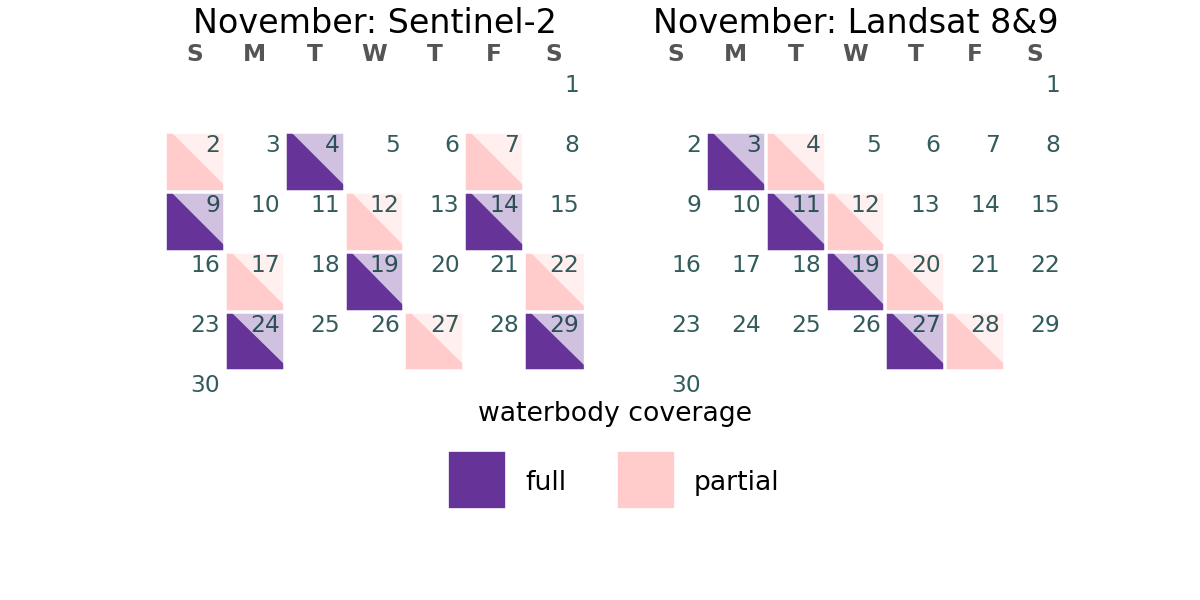 November: Sentinel-2
S M T W T F S
1
2 3 4 5 6 7 8
9 10 11 12 13 14 15
16 17 18 19 20 21 22
23 24 25 26 27 28 29
30
November: Landsat 8&9
S M T W T F S
1
2 3 4 5 6 7 8
9 10 11 12 13 14 15
16 17 18 19 20 21 22
23 24 25 26 27 28 29
30
waterbody coverage
full
partial